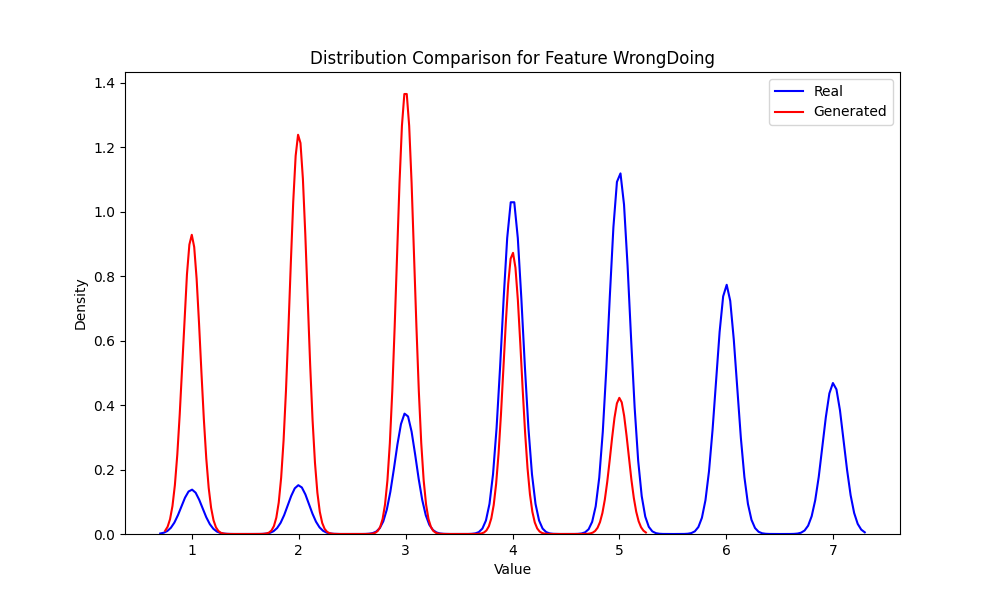 Distribution Comparison for Feature WrongDoing
Real
Generated
Density
1.4
1.2
1.0
0.8
0.6
0.4
0.2
0.0
1 2 3 4 5 6 7
Value